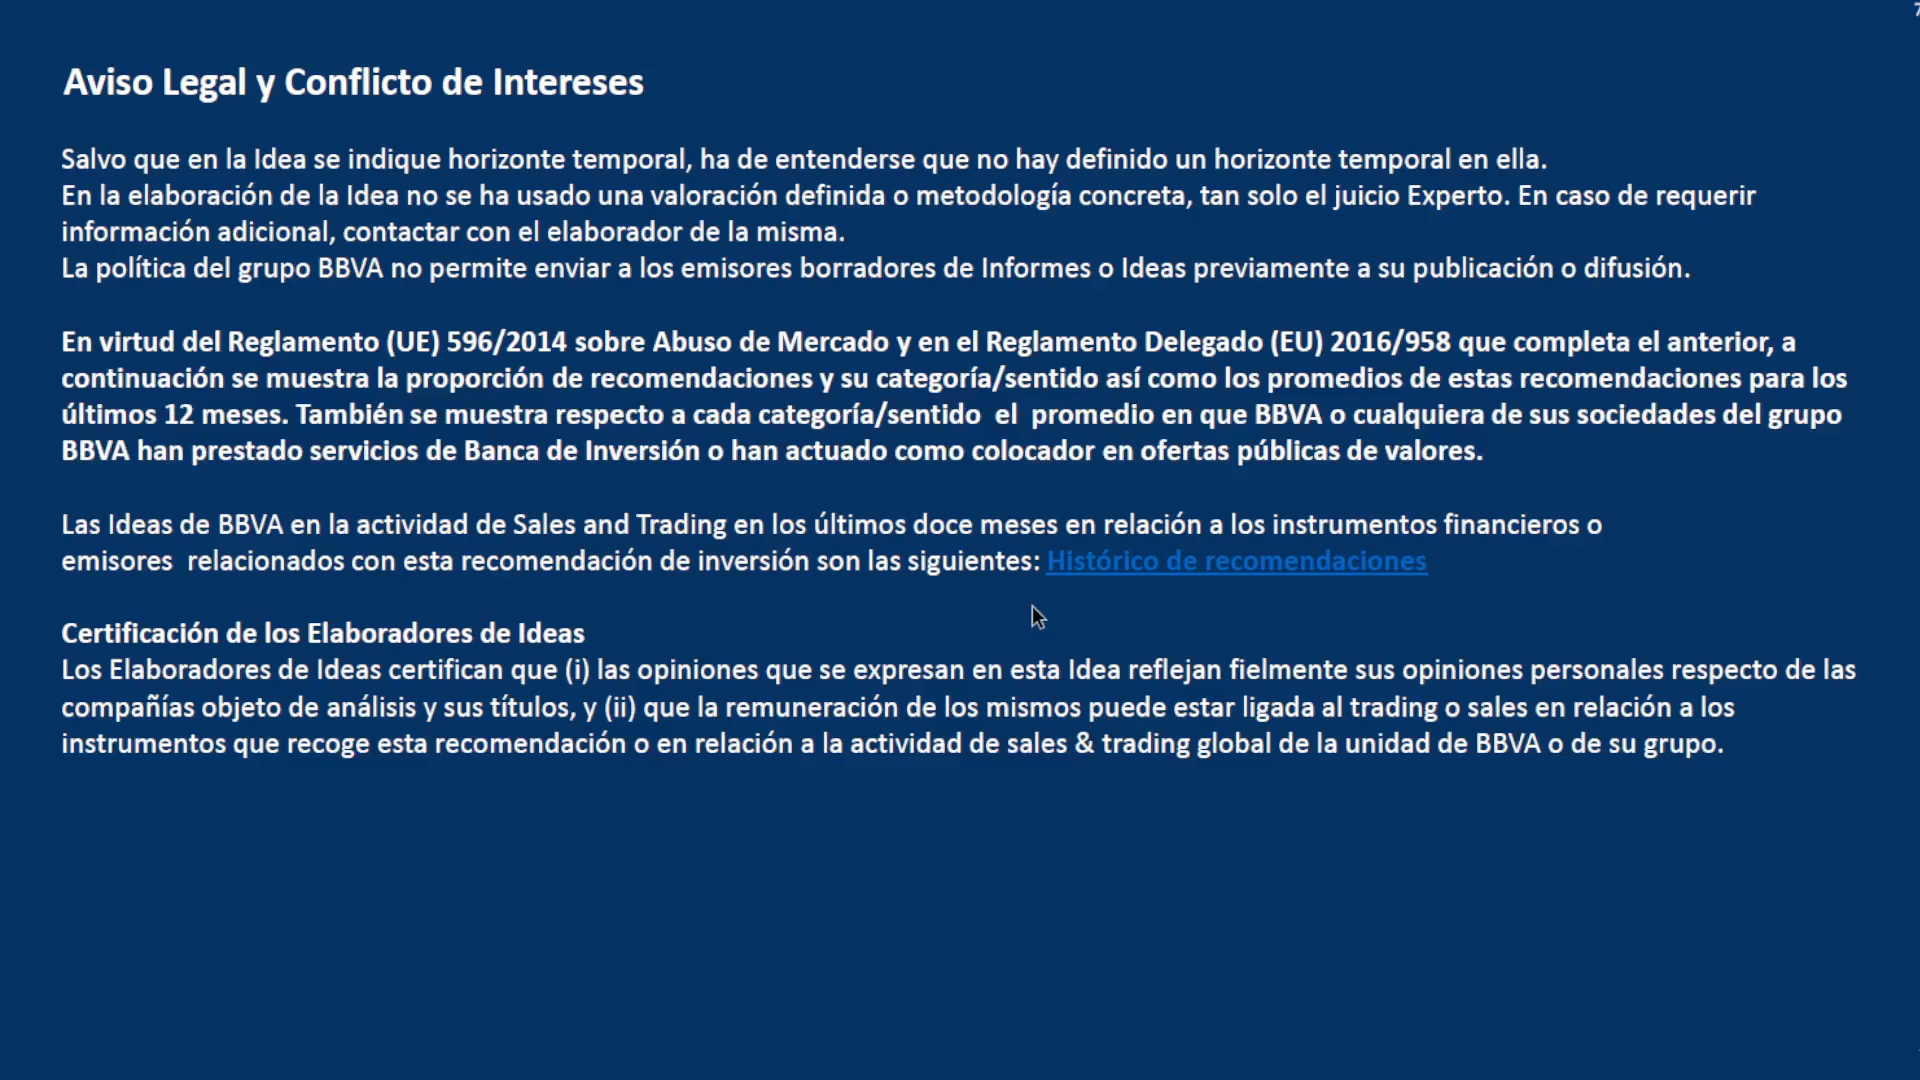 7
Aviso Legal y Conflicto de Intereses
Salvo que en la Idea se indique horizonte temporal, ha de entenderse que no hay definido un horizonte temporal en ella.
En la elaboración de la Idea no se ha usado una valoración definida o metodología concreta, tan solo el juicio Experto. En caso de requerir
información adicional, contactar con el elaborador de la misma.
La política del grupo BBVA no permite enviar a los emisores borradores de Informes o Ideas previamente a su publicación o difusión.
En virtud del Reglamento (UE) 596/2014 sobre Abuso de Mercado y en el Reglamento Delegado (EU) 2016/958 que completa el anterior, a
continuación se muestra la proporción de recomendaciones y su categoría/sentido así como los promedios de estas recomendaciones para los
últimos 12 meses. También se muestra respecto a cada categoría/sentido el promedio en que BBVA o cualquiera de sus sociedades del grupo
BBVA han prestado servicios de Banca de Inversión o han actuado como colocador en ofertas públicas de valores.
Las Ideas de BBVA en la actividad de Sales and Trading en los últimos doce meses en relación a los instrumentos financieros o
emisores relacionados con esta recomendación de inversión son las siguientes: Histórico de recomendaciones
Certificación de los Elaboradores de Ideas
Los Elaboradores de Ideas certifican que (i) las opiniones que se expresan en esta Idea reflejan fielmente sus opiniones personales respecto de las
compañías objeto de análisis y sus títulos, y (ii) que la remuneración de los mismos puede estar ligada al trading o sales en relación a los
instrumentos que recoge esta recomendación o en relación a la actividad de sales & trading global de la unidad de BBVA o de su grupo.